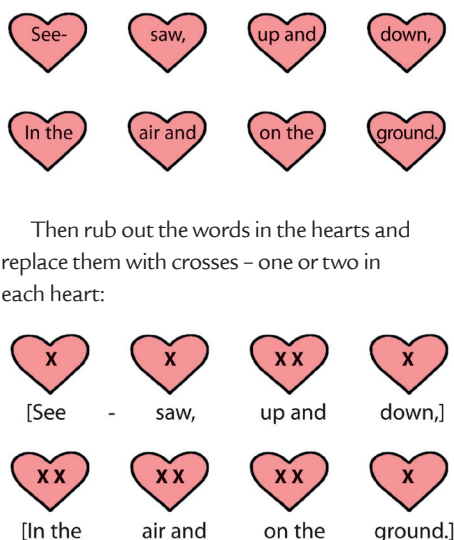 See- saw, up and down,
In the air and on the ground.
Then rub out the words in the hearts and
replace them with crosses – one or two in
each heart:
X X X X X
[See - saw, up and down,]
X X X X X X X
[In the air and on the ground.]